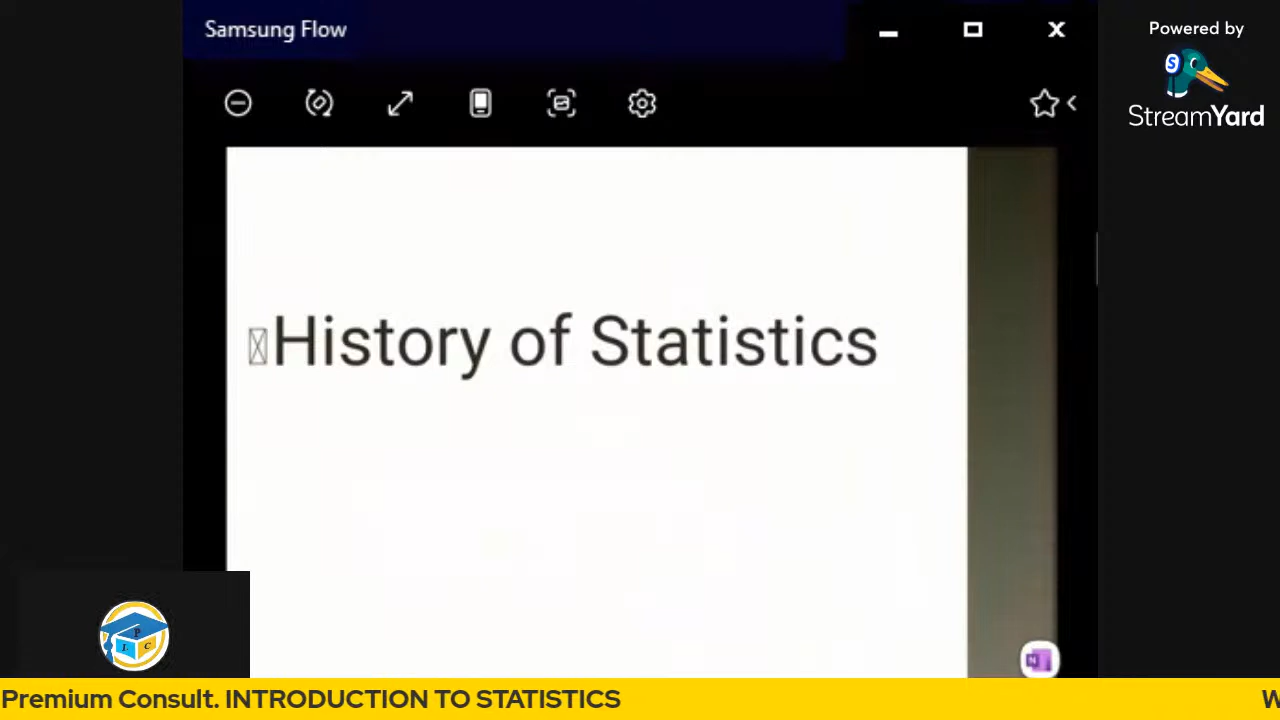 Samsung Flow
Powered by
StreamYard
History of Statistics
P
I.
C
N
Premium Consult. INTRODUCTION TO STATISTICS
W